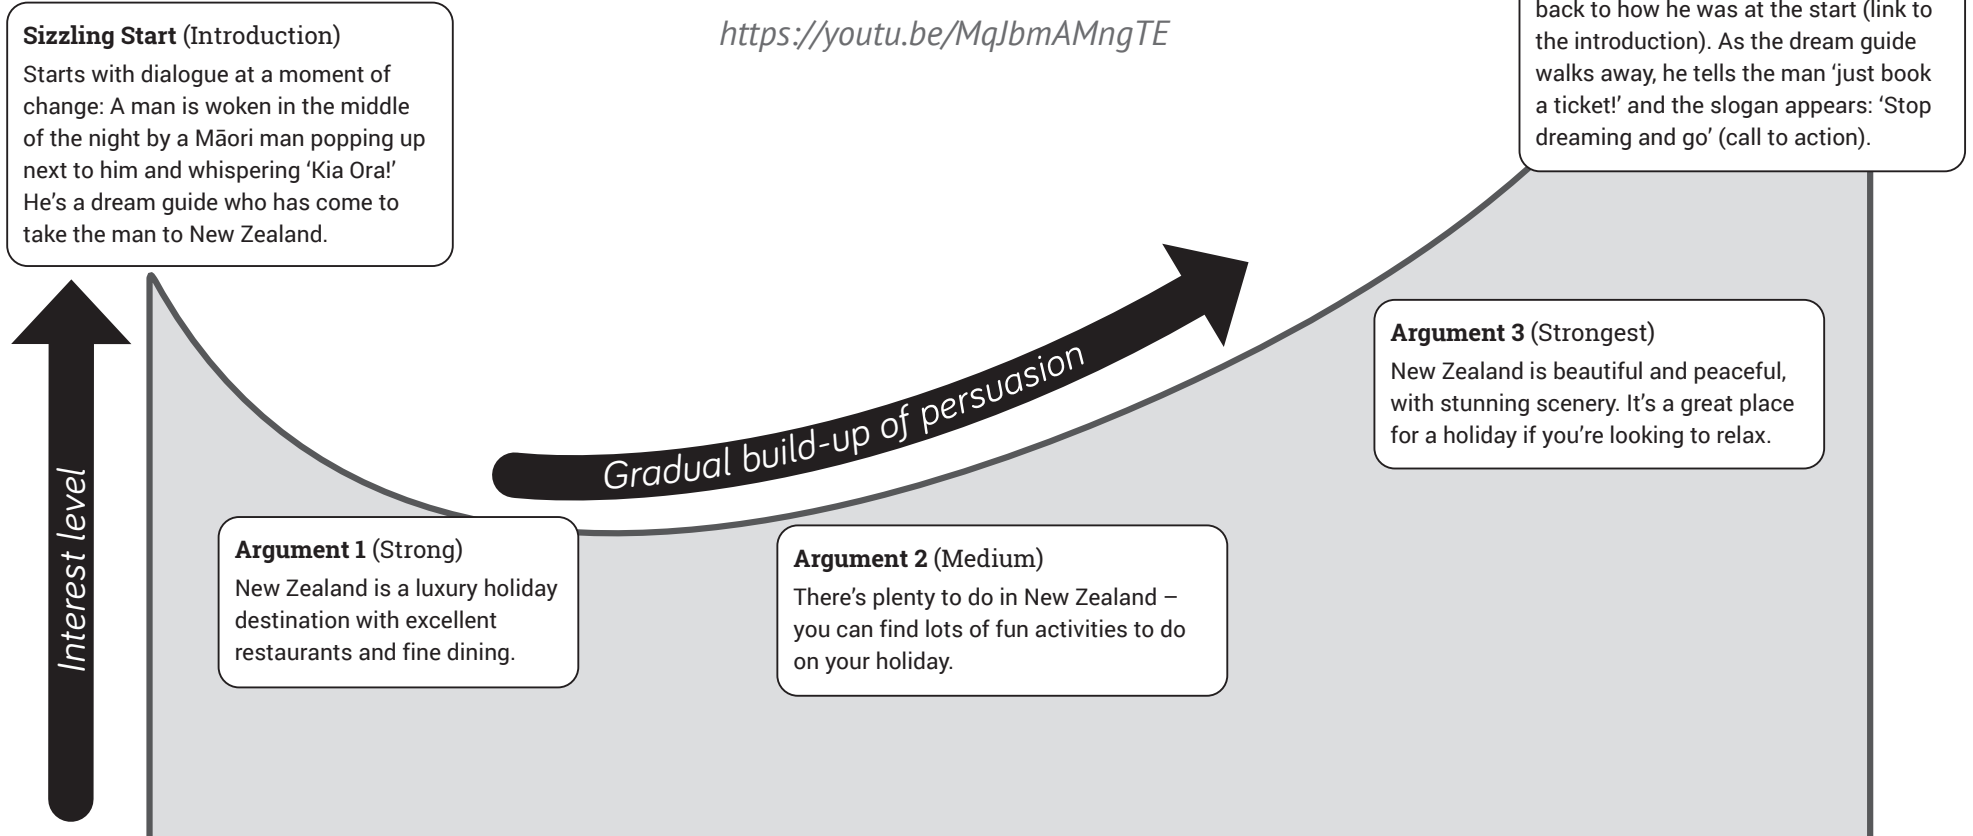 Sizzling Start (Introduction)
Starts with dialogue at a moment of
change: A man is woken in the middle
of the night by a Māori man popping up
next to him and whispering ‘Kia Ora!’
He’s a dream guide who has come to
take the man to New Zealand.
https://youtu.be/MqJbmAMngTE
back to how he was at the start (link to
the introduction). As the dream guide
walks away, he tells the man ‘just book
a ticket!’ and the slogan appears: ‘Stop
dreaming and go’ (call to action).
Interest level
Gradual build-up of persuasion
Argument 1 (Strong)
New Zealand is a luxury holiday
destination with excellent
restaurants and fine dining.
Argument 2 (Medium)
There’s plenty to do in New Zealand –
you can find lots of fun activities to do
on your holiday.
Argument 3 (Strongest)
New Zealand is beautiful and peaceful,
with stunning scenery. It’s a great place
for a holiday if you’re looking to relax.